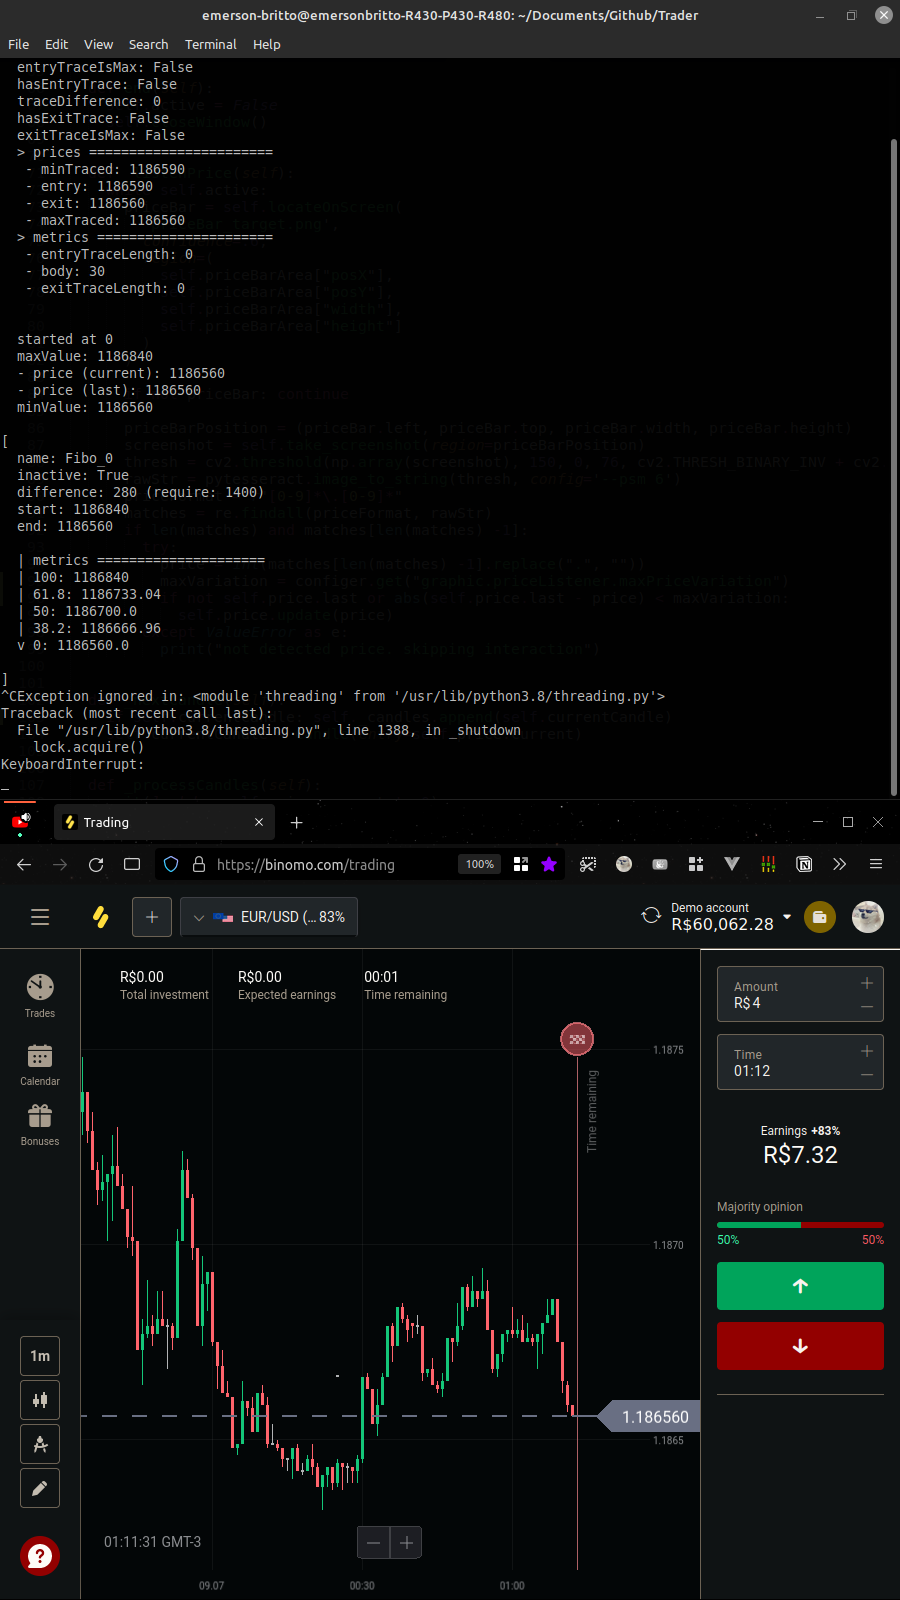 emerson-britto@emersonbritto-R430-P430-R480: ~/Documents/Github/Trader
File Edit View Search Terminal Help
entryTraceIsMax: False
hasEntryTrace: False
traceDifference: 0
hasExitTrace: False
exitTraceIsMax: False
> prices =======================
- minTraced: 1186590
- entry: 1186590
- exit: 1186560
- maxTraced: 1186560
> metrics ======================
- entryTraceLength: 0
- body: 30
- exitTraceLength: 0
started at 0
maxValue: 1186840
- price (current): 1186560
- price (last): 1186560
minValue: 1186560
[
name: Fibo_0
inactive: True
difference: 280 (require: 1400)
start: 1186840
end: 1186560
| metrics =====================
| 100: 1186840
| 61.8: 1186733.04
| 50: 1186700.0
| 38.2: 1186666.96
v 0: 1186560.0
]
^CException ignored in: <module 'threading' from '/usr/lib/python3.8/threading.py'>
Traceback (most recent call last):
File "/usr/lib/python3.8/threading.py", line 1388, in _shutdown
lock.acquire()
KeyboardInterrupt:
Trading
https://binomo.com/trading 100%
EUR/USD (... 83%
Demo account
R$60,062.28
R$0.00 R$0.00 00:01
Total investment Expected earnings Time remaining
Trades
Calendar
Bonuses
1m
Time remaining
1.1875
1.1870
1.186560
1.1865
01:11:31 GMT-3
09.07 00:30 01:00
Amount
R$4
Time
01:12
Earnings +83%
R$7.32
Majority opinion
50% 50%